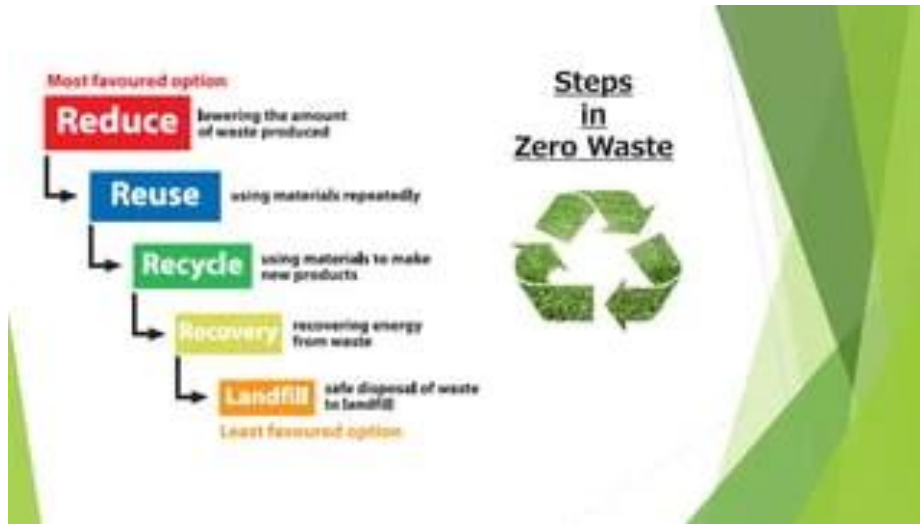 Most favoured option
Reduce
lowering the amount
of waste produced
Reuse
using materials repeatedly
Recycle
using materials to make
new products
Recovery
recovering energy
from waste
Landfill
safe disposal of waste
to landfill
Least favoured option
Steps
in
Zero Waste